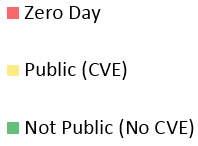 Zero Day
Public (CVE)
Not Public (No CVE)